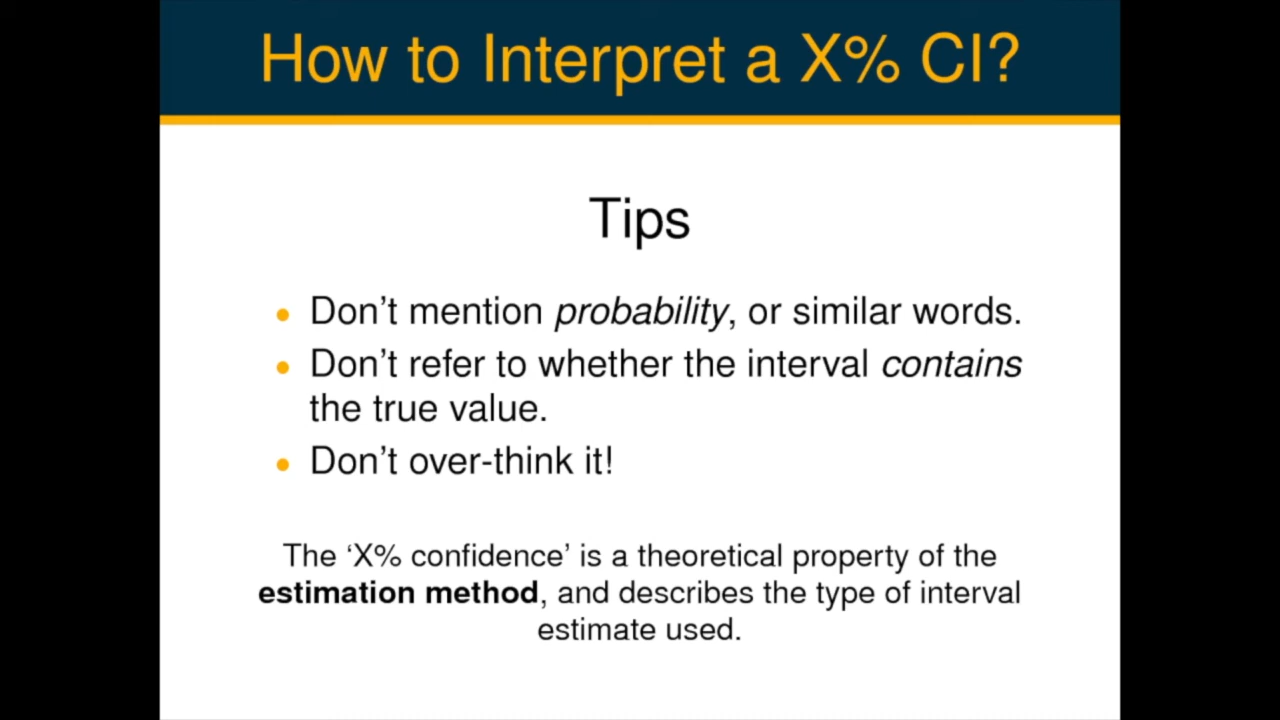 How to Interpret a X% CI?
Tips
• Don’t mention probability, or similar words.
• Don’t refer to whether the interval contains
the true value.
• Don’t over-think it!
The ‘X% confidence’ is a theoretical property of the
estimation method, and describes the type of interval
estimate used.